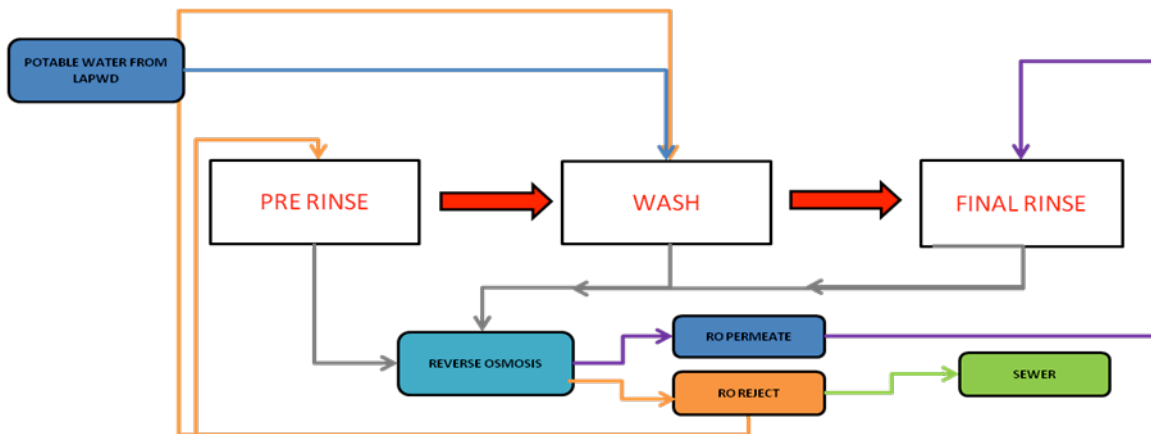 POTABLE WATER FROM
LAPWD
PRE RINSE
WASH
FINAL RINSE
REVERSE OSMOSIS
RO PERMEATE
RO REJECT
SEWER